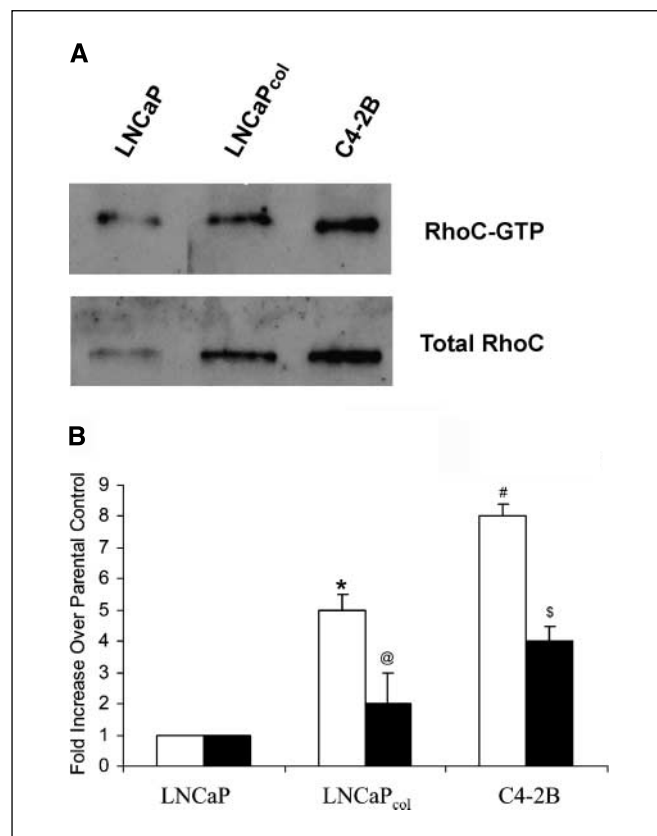 A
LNCaP
LNCaPcol
C4-2B
RhoC-GTP
Total RhoC
B
Fold Increase Over Parental Control
9
8
7
6
5
4
3
2
1
0
*
@
#
$
LNCaP
LNCaPcol
C4-2B